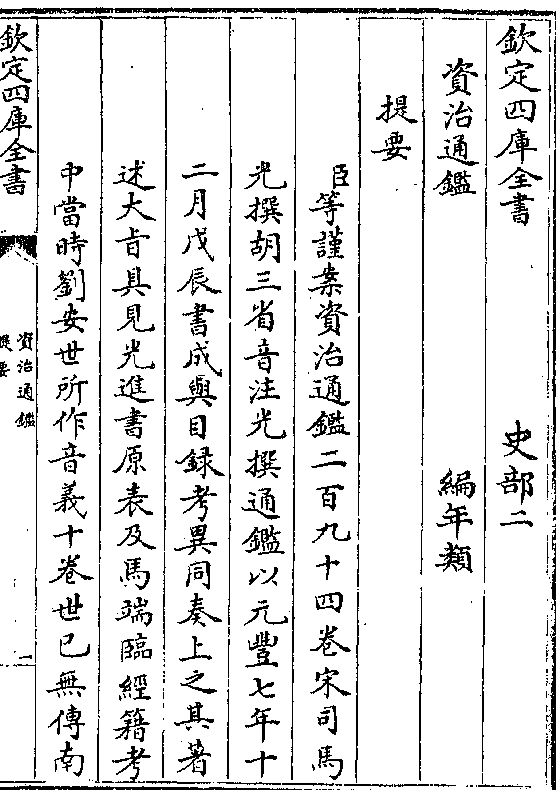 欽定四庫全書 史部二
資治通鑑 編年類
提要
臣等謹案資治通鑑二百九十四卷宋司馬
光撰胡三省音注光撰通鑑以元豐七年十
二月戊辰書成與目録考異同奏上之其著
述大㫖具見光進書原表及馬端臨經籍考
中當時劉安世所作音義十卷世已無傳南
欽定四庫全書
資治通鑑
提要
一